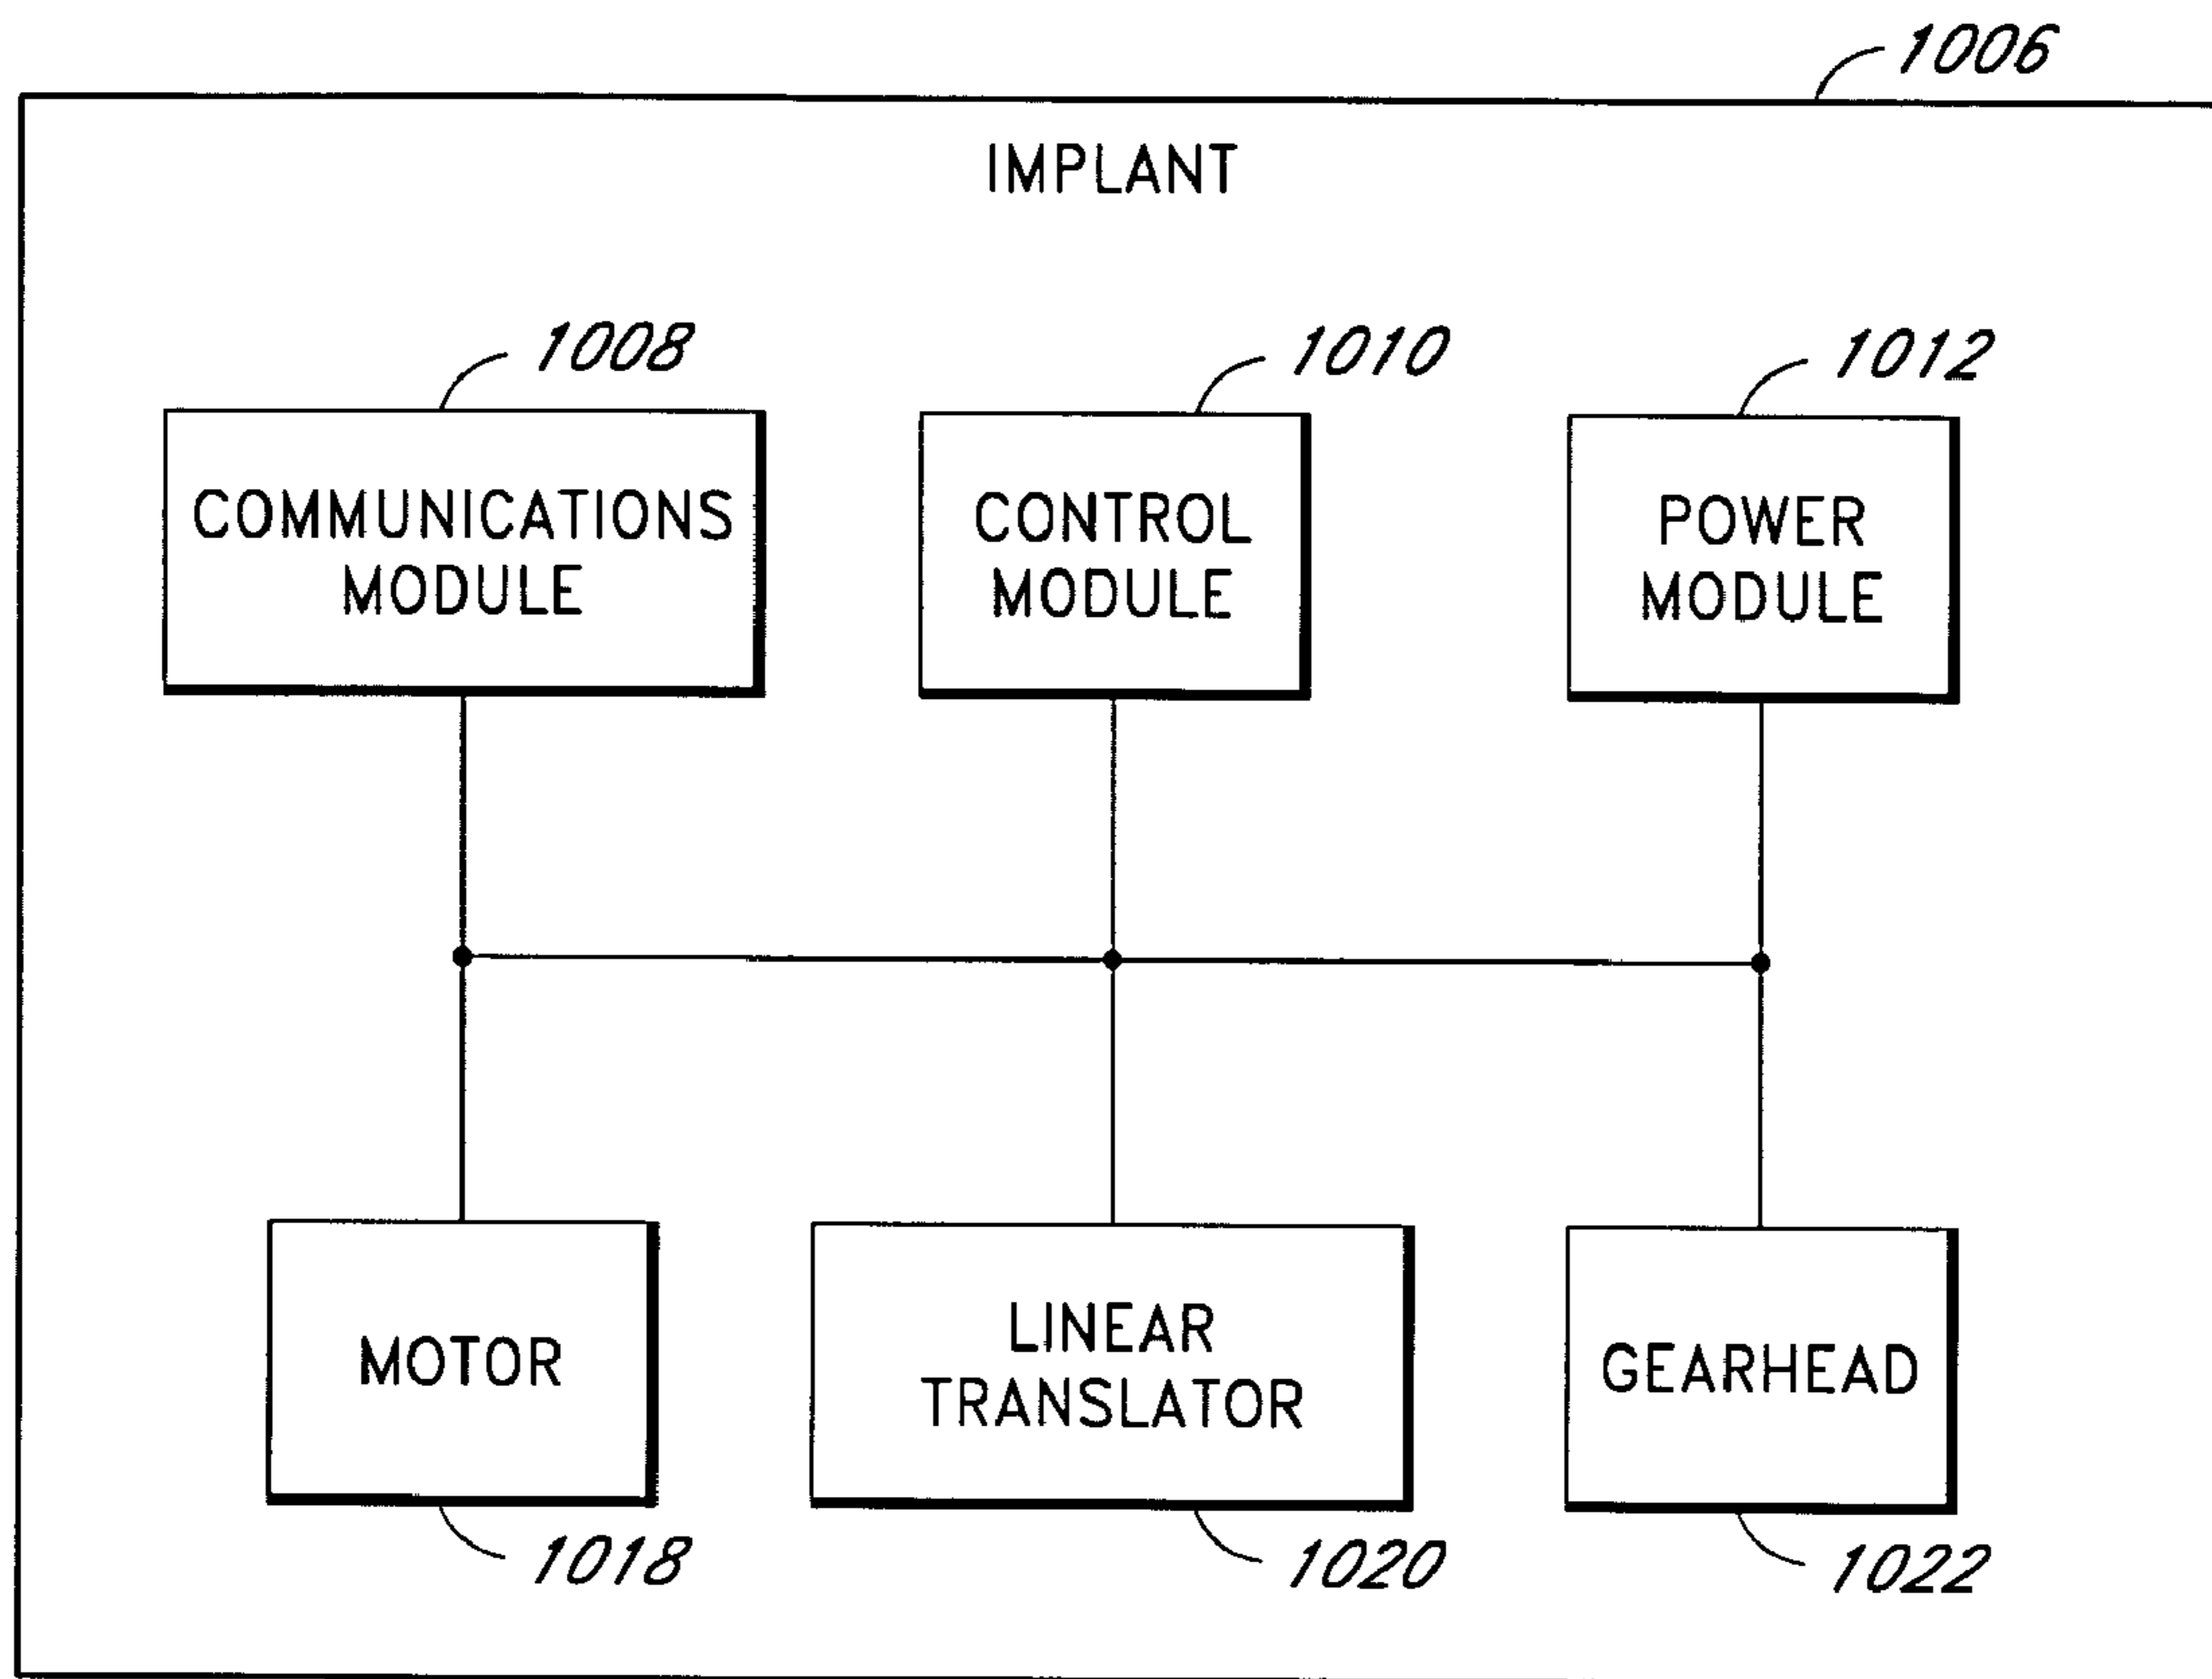 1006
IMPLANT
1008
1010
1012
COMMUNICATIONS
MODULE
CONTROL
MODULE
POWER
MODULE
MOTOR
LINEAR
TRANSLATOR
GEARHEAD
1018
1020
1022